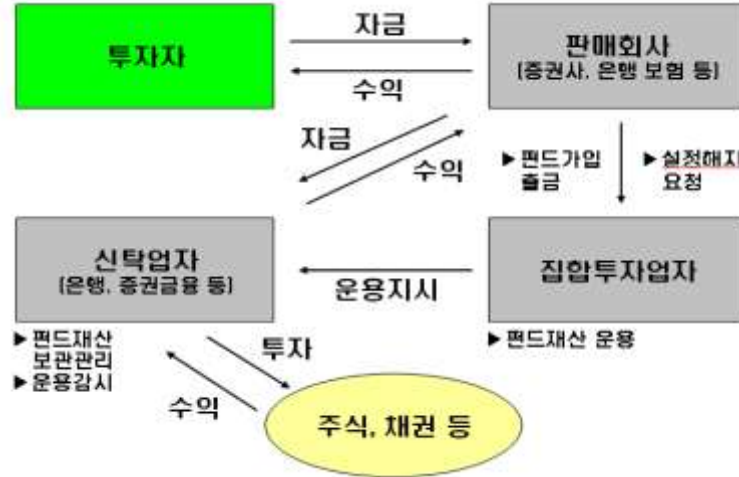 투자자
자금
수익
판매회사
(증권사, 은행 보험 등)
자금
수익
▶ 펀드가입
출금
▶ 설정해지
요청
신탁업자
(은행, 증권금융 등)
운용지시
집합투자업자
▶ 펀드재산
보관관리
▶ 운용감시
▶ 펀드재산 운용
투자
수익
주식, 채권 등